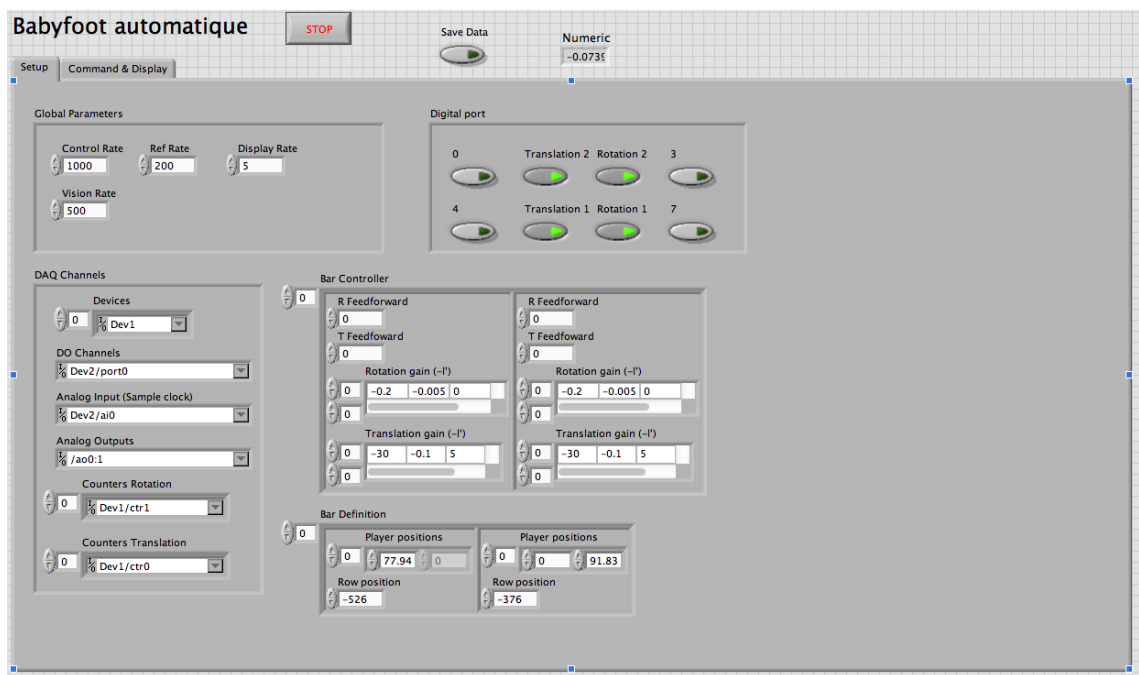 Babyfoot automatique
STOP
Save Data
Numeric
-0.0739
Setup
Command & Display
Global Parameters
Control Rate Ref Rate Display Rate
1000 200 5
Vision Rate
500
Digital port
0 Translation 2 Rotation 2 3
4 Translation 1 Rotation 1 7
DAQ Channels
Devices
0 Dev1
DO Channels
Dev2/port0
Analog Input (Sample clock)
Dev2/ai0
Analog Outputs
/ao0:1
Counters Rotation
0 Dev1/ctr1
Counters Translation
0 Dev1/ctr0
Bar Controller
0
R Feedforward
0
T Feedfoward
0
Rotation gain (-l')
0 -0.2 -0.005 0
0
Translation gain (-l')
0 -30 -0.1 5
0
R Feedforward
0
T Feedfoward
0
Rotation gain (-l')
0 -0.2 -0.005 0
0
Translation gain (-l')
0 -30 -0.1 5
0
Bar Definition
0
Player positions
0 77.94 0
Row position
-526
Player positions
0 0 91.83
Row position
-376